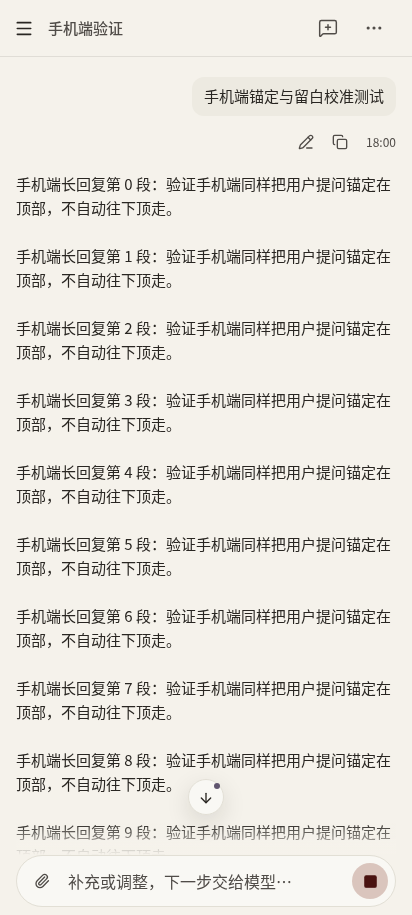 手机端验证
手机端锚定与留白校准测试
18:00
手机端长回复第 0 段：验证手机端同样把用户提问锚定在
顶部，不自动往下顶走。
手机端长回复第 1 段：验证手机端同样把用户提问锚定在
顶部，不自动往下顶走。
手机端长回复第 2 段：验证手机端同样把用户提问锚定在
顶部，不自动往下顶走。
手机端长回复第 3 段：验证手机端同样把用户提问锚定在
顶部，不自动往下顶走。
手机端长回复第 4 段：验证手机端同样把用户提问锚定在
顶部，不自动往下顶走。
手机端长回复第 5 段：验证手机端同样把用户提问锚定在
顶部，不自动往下顶走。
手机端长回复第 6 段：验证手机端同样把用户提问锚定在
顶部，不自动往下顶走。
手机端长回复第 7 段：验证手机端同样把用户提问锚定在
顶部，不自动往下顶走。
手机端长回复第 8 段：验证手机端同样把用户提问锚定在
顶部，不自动往下顶走。
手机端长回复第 9 段：验证手机端同样把用户提问锚定在
补充或调整，下一步交给模型…